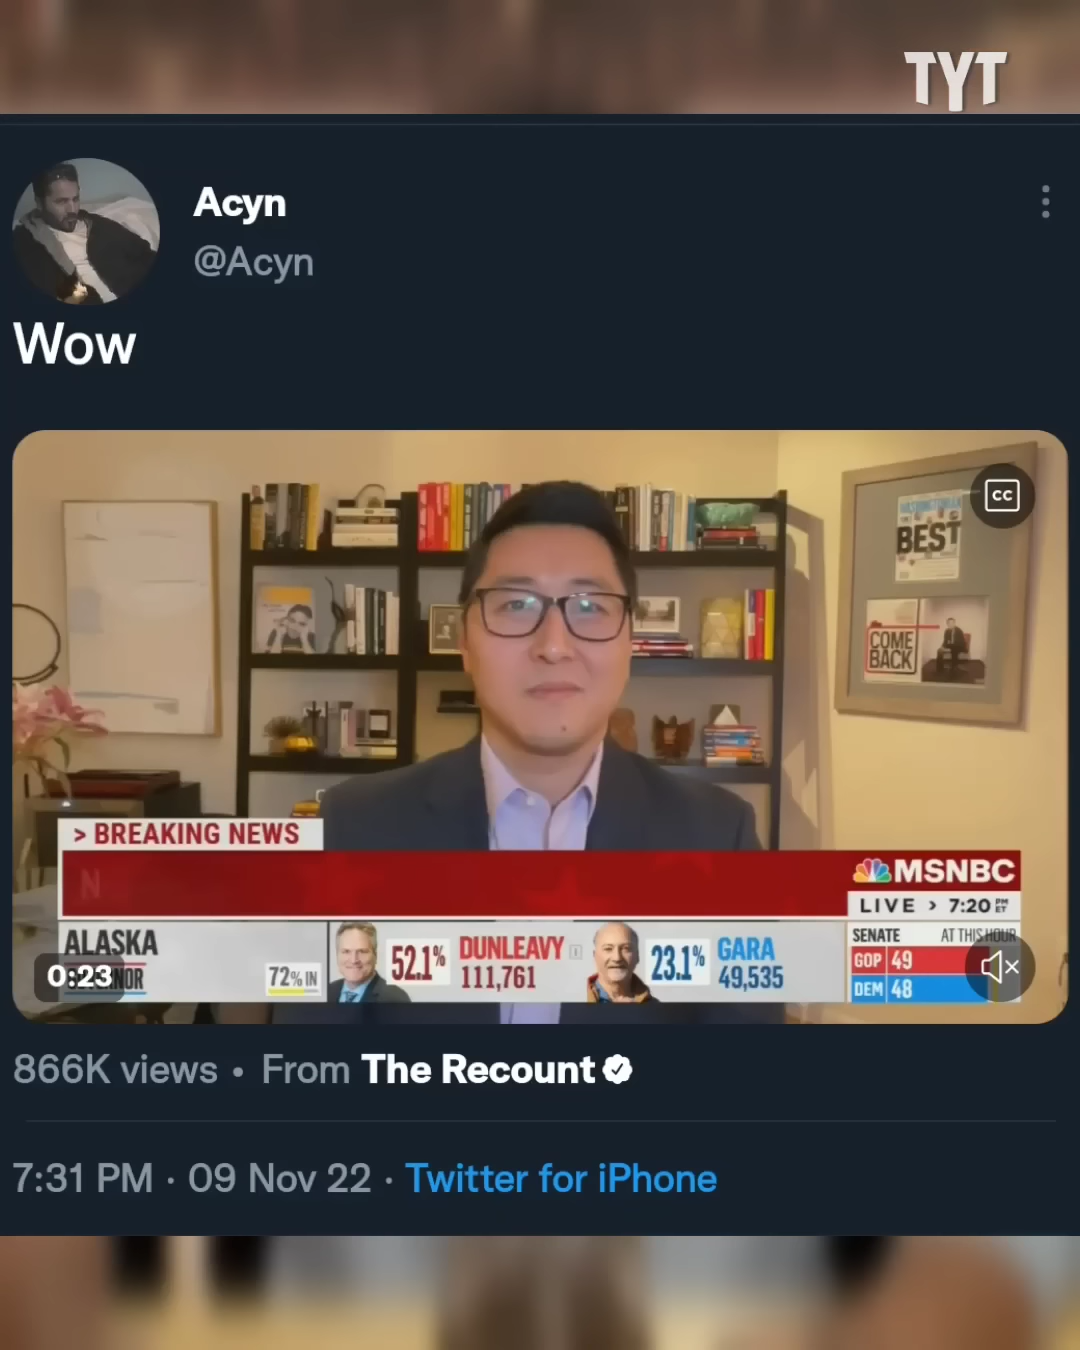 TYT
Acyn
@Acyn
Wow
CC
BEST
COME
BACK
> BREAKING NEWS
N
MSNBC
LIVE > 7:20 PM ET
ALASKA
72% IN
52.1%
DUNLEAVY
111,761
23.1%
GARA
49,535
SENATE AT THIS HOUR
GOP 49
DEM 48
0:23
866K views • From The Recount
7:31 PM · 09 Nov 22 · Twitter for iPhone